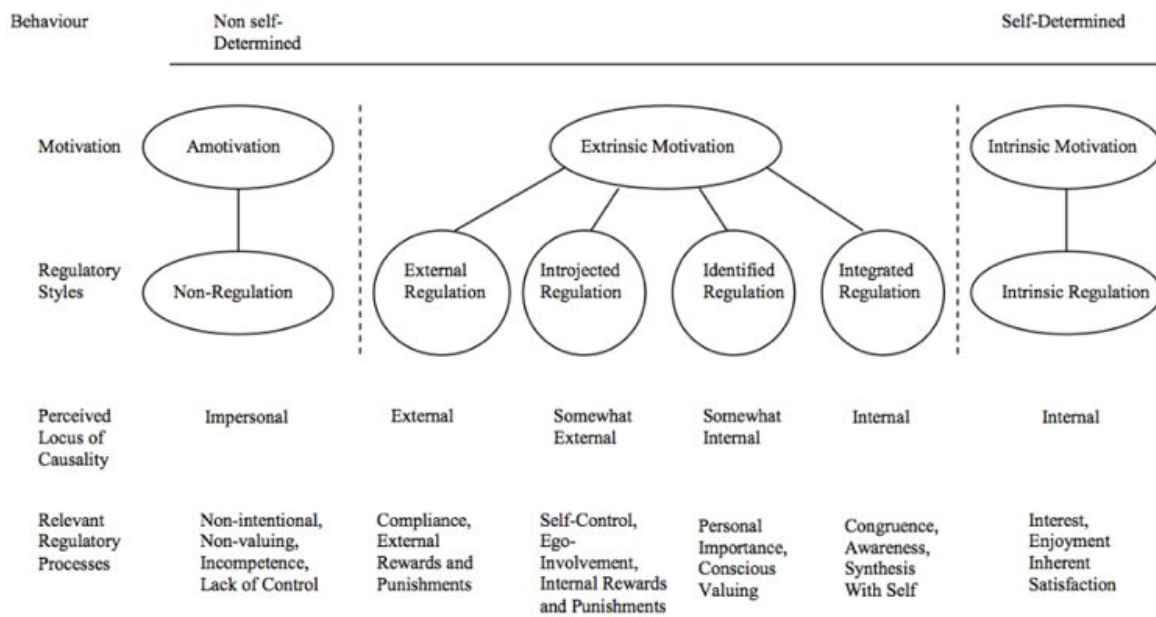 Behaviour
Non self-
Determined
Self-Determined
Motivation
Amotivation
Extrinsic Motivation
Intrinsic Motivation
Regulatory
Styles
Non-Regulation
External
Regulation
Introjected
Regulation
Identified
Regulation
Integrated
Regulation
Intrinsic Regulation
Perceived
Locus of
Causality
Impersonal
External
Somewhat
External
Somewhat
Internal
Internal
Internal
Relevant
Regulatory
Processes
Non-intentional,
Non-valuing,
Incompetence,
Lack of Control
Compliance,
External
Rewards and
Punishments
Self-Control,
Ego-
Involvement,
Internal Rewards
and Punishments
Personal
Importance,
Conscious
Valuing
Congruence,
Awareness,
Synthesis
With Self
Interest,
Enjoyment
Inherent
Satisfaction